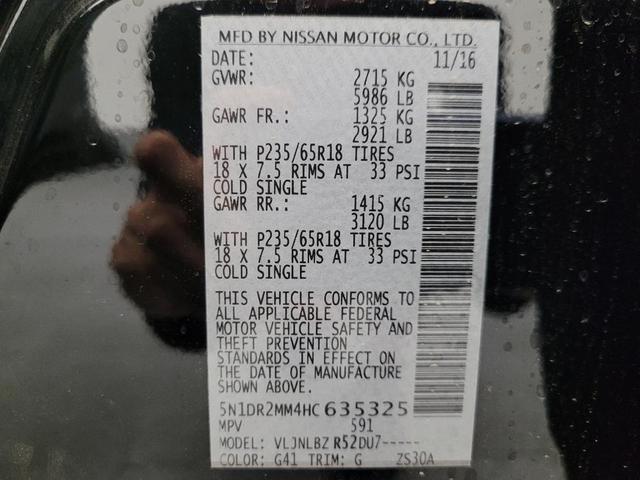 MFD BY NISSAN MOTOR CO., LTD.
DATE: 11/16
GVWR: 2715 KG
5986 LB
GAWR FR.: 1325 KG
2921 LB
WITH P235/65R18 TIRES
18 X 7.5 RIMS AT 33 PSI
COLD SINGLE
GAWR RR.: 1415 KG
3120 LB
WITH P235/65R18 TIRES
18 X 7.5 RIMS AT 33 PSI
COLD SINGLE
THIS VEHICLE CONFORMS TO
ALL APPLICABLE FEDERAL
MOTOR VEHICLE SAFETY AND
THEFT PREVENTION
STANDARDS IN EFFECT ON
THE DATE OF MANUFACTURE
SHOWN ABOVE.
5N1DR2MM4HC635325
MPV 591
MODEL: VLJNLBZ R52DU7-----
COLOR: G41 TRIM: G ZS30A